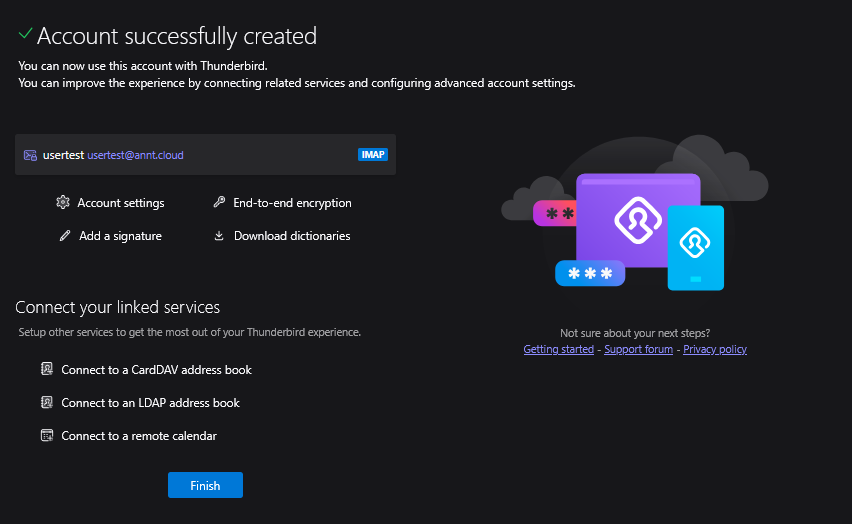 Account successfully created
You can now use this account with Thunderbird.
You can improve the experience by connecting related services and configuring advanced account settings.
usertest usertest@annt.cloud IMAP
Account settings
End-to-end encryption
Add a signature
Download dictionaries
***
***
Connect your linked services
Setup other services to get the most out of your Thunderbird experience.
Not sure about your next steps?
Getting started - Support forum - Privacy policy
Connect to a CardDAV address book
Connect to an LDAP address book
Connect to a remote calendar
Finish